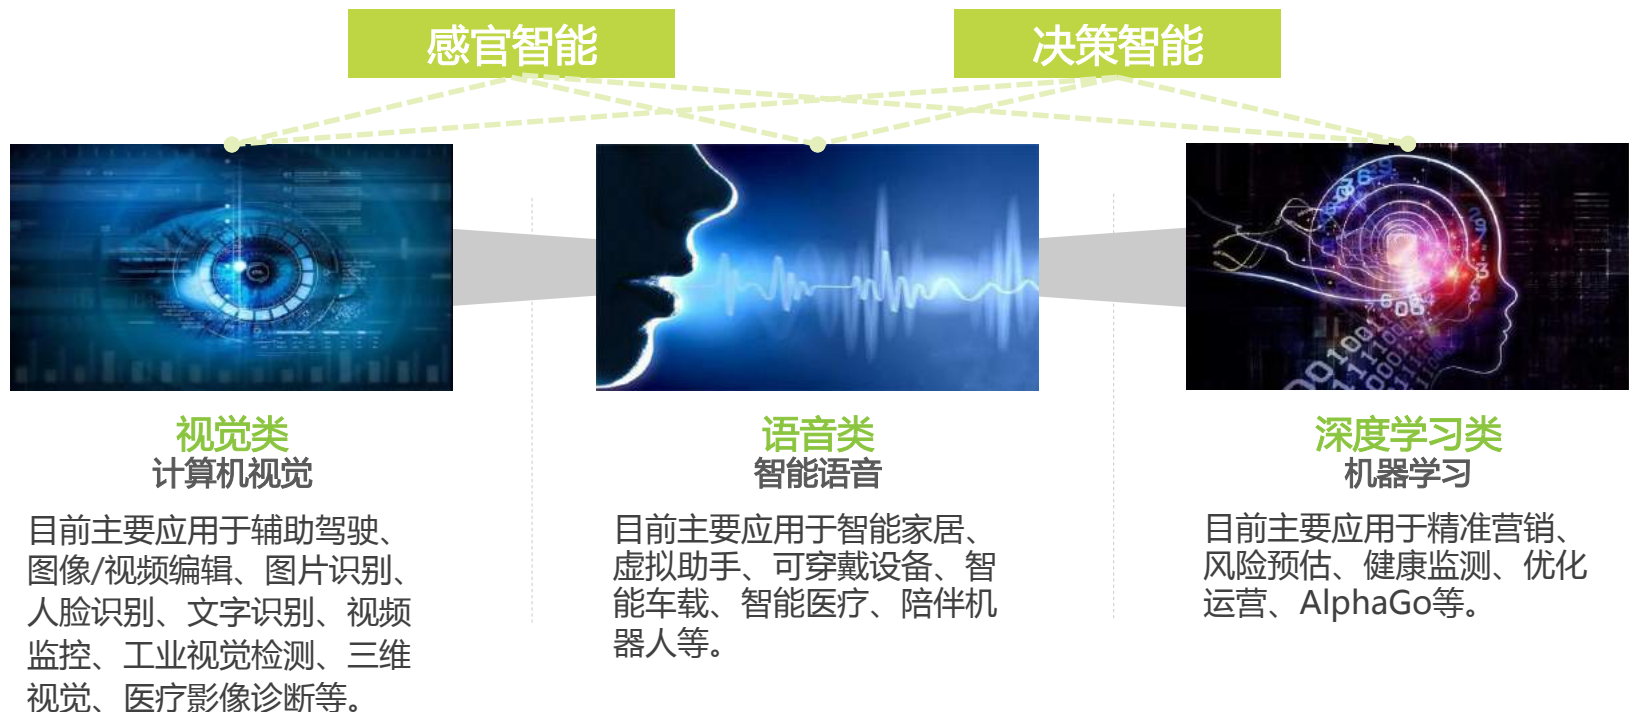 感官智能
决策智能
视觉类
计算机视觉
目前主要应用于辅助驾驶、
图像/视频编辑、图片识别、
人脸识别、文字识别、视频
监控、工业视觉检测、三维
视觉、医疗影像诊断等。
语音类
智能语音
目前主要应用于智能家居、
虚拟助手、可穿戴设备、智
能车载、智能医疗、陪伴机
器人等。
深度学习类
机器学习
目前主要应用于精准营销、
风险预估、健康监测、优化
运营、AlphaGo等。